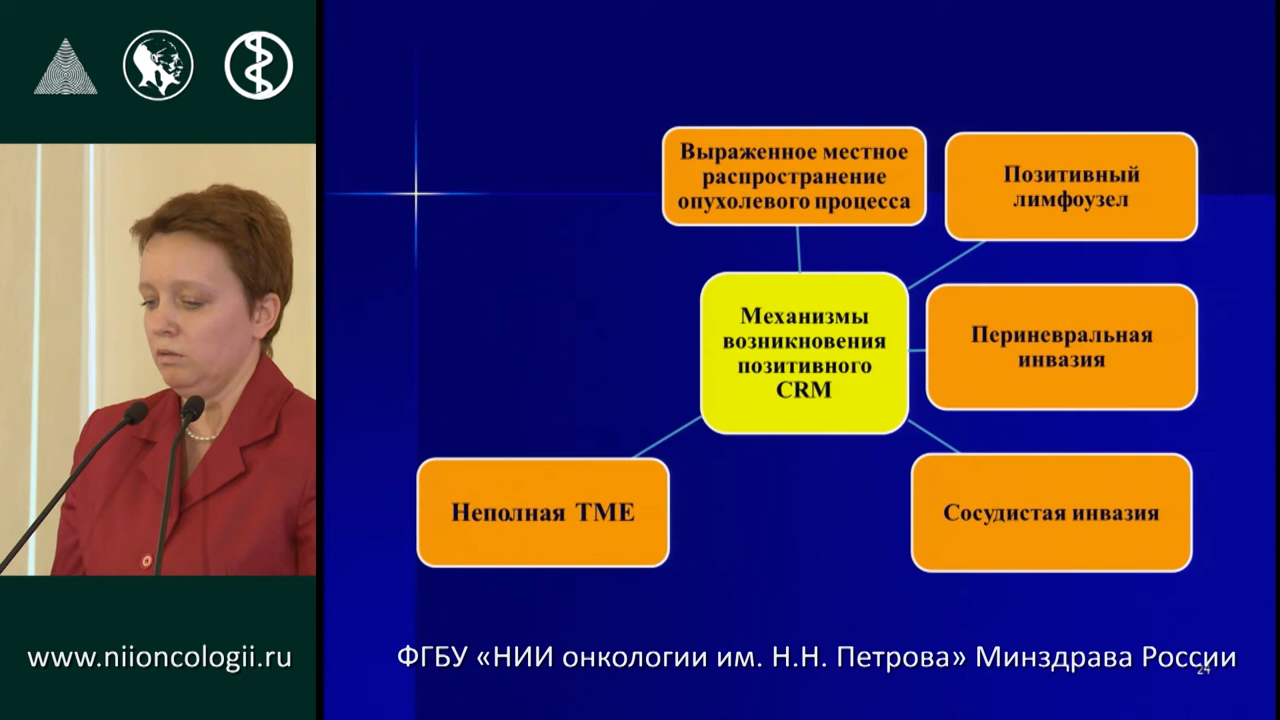 Выраженное местное
распространение
опухолевого процесса
Позитивный
лимфоузел
Механизмы
возникновения
позитивного
CRM
Периневральная
инвазия
Неполная ТМЕ
Сосудистая инвазия
www.niioncologii.ru
ФГБУ «НИИ онкологии им. Н.Н. Петрова» Минздрава России
24